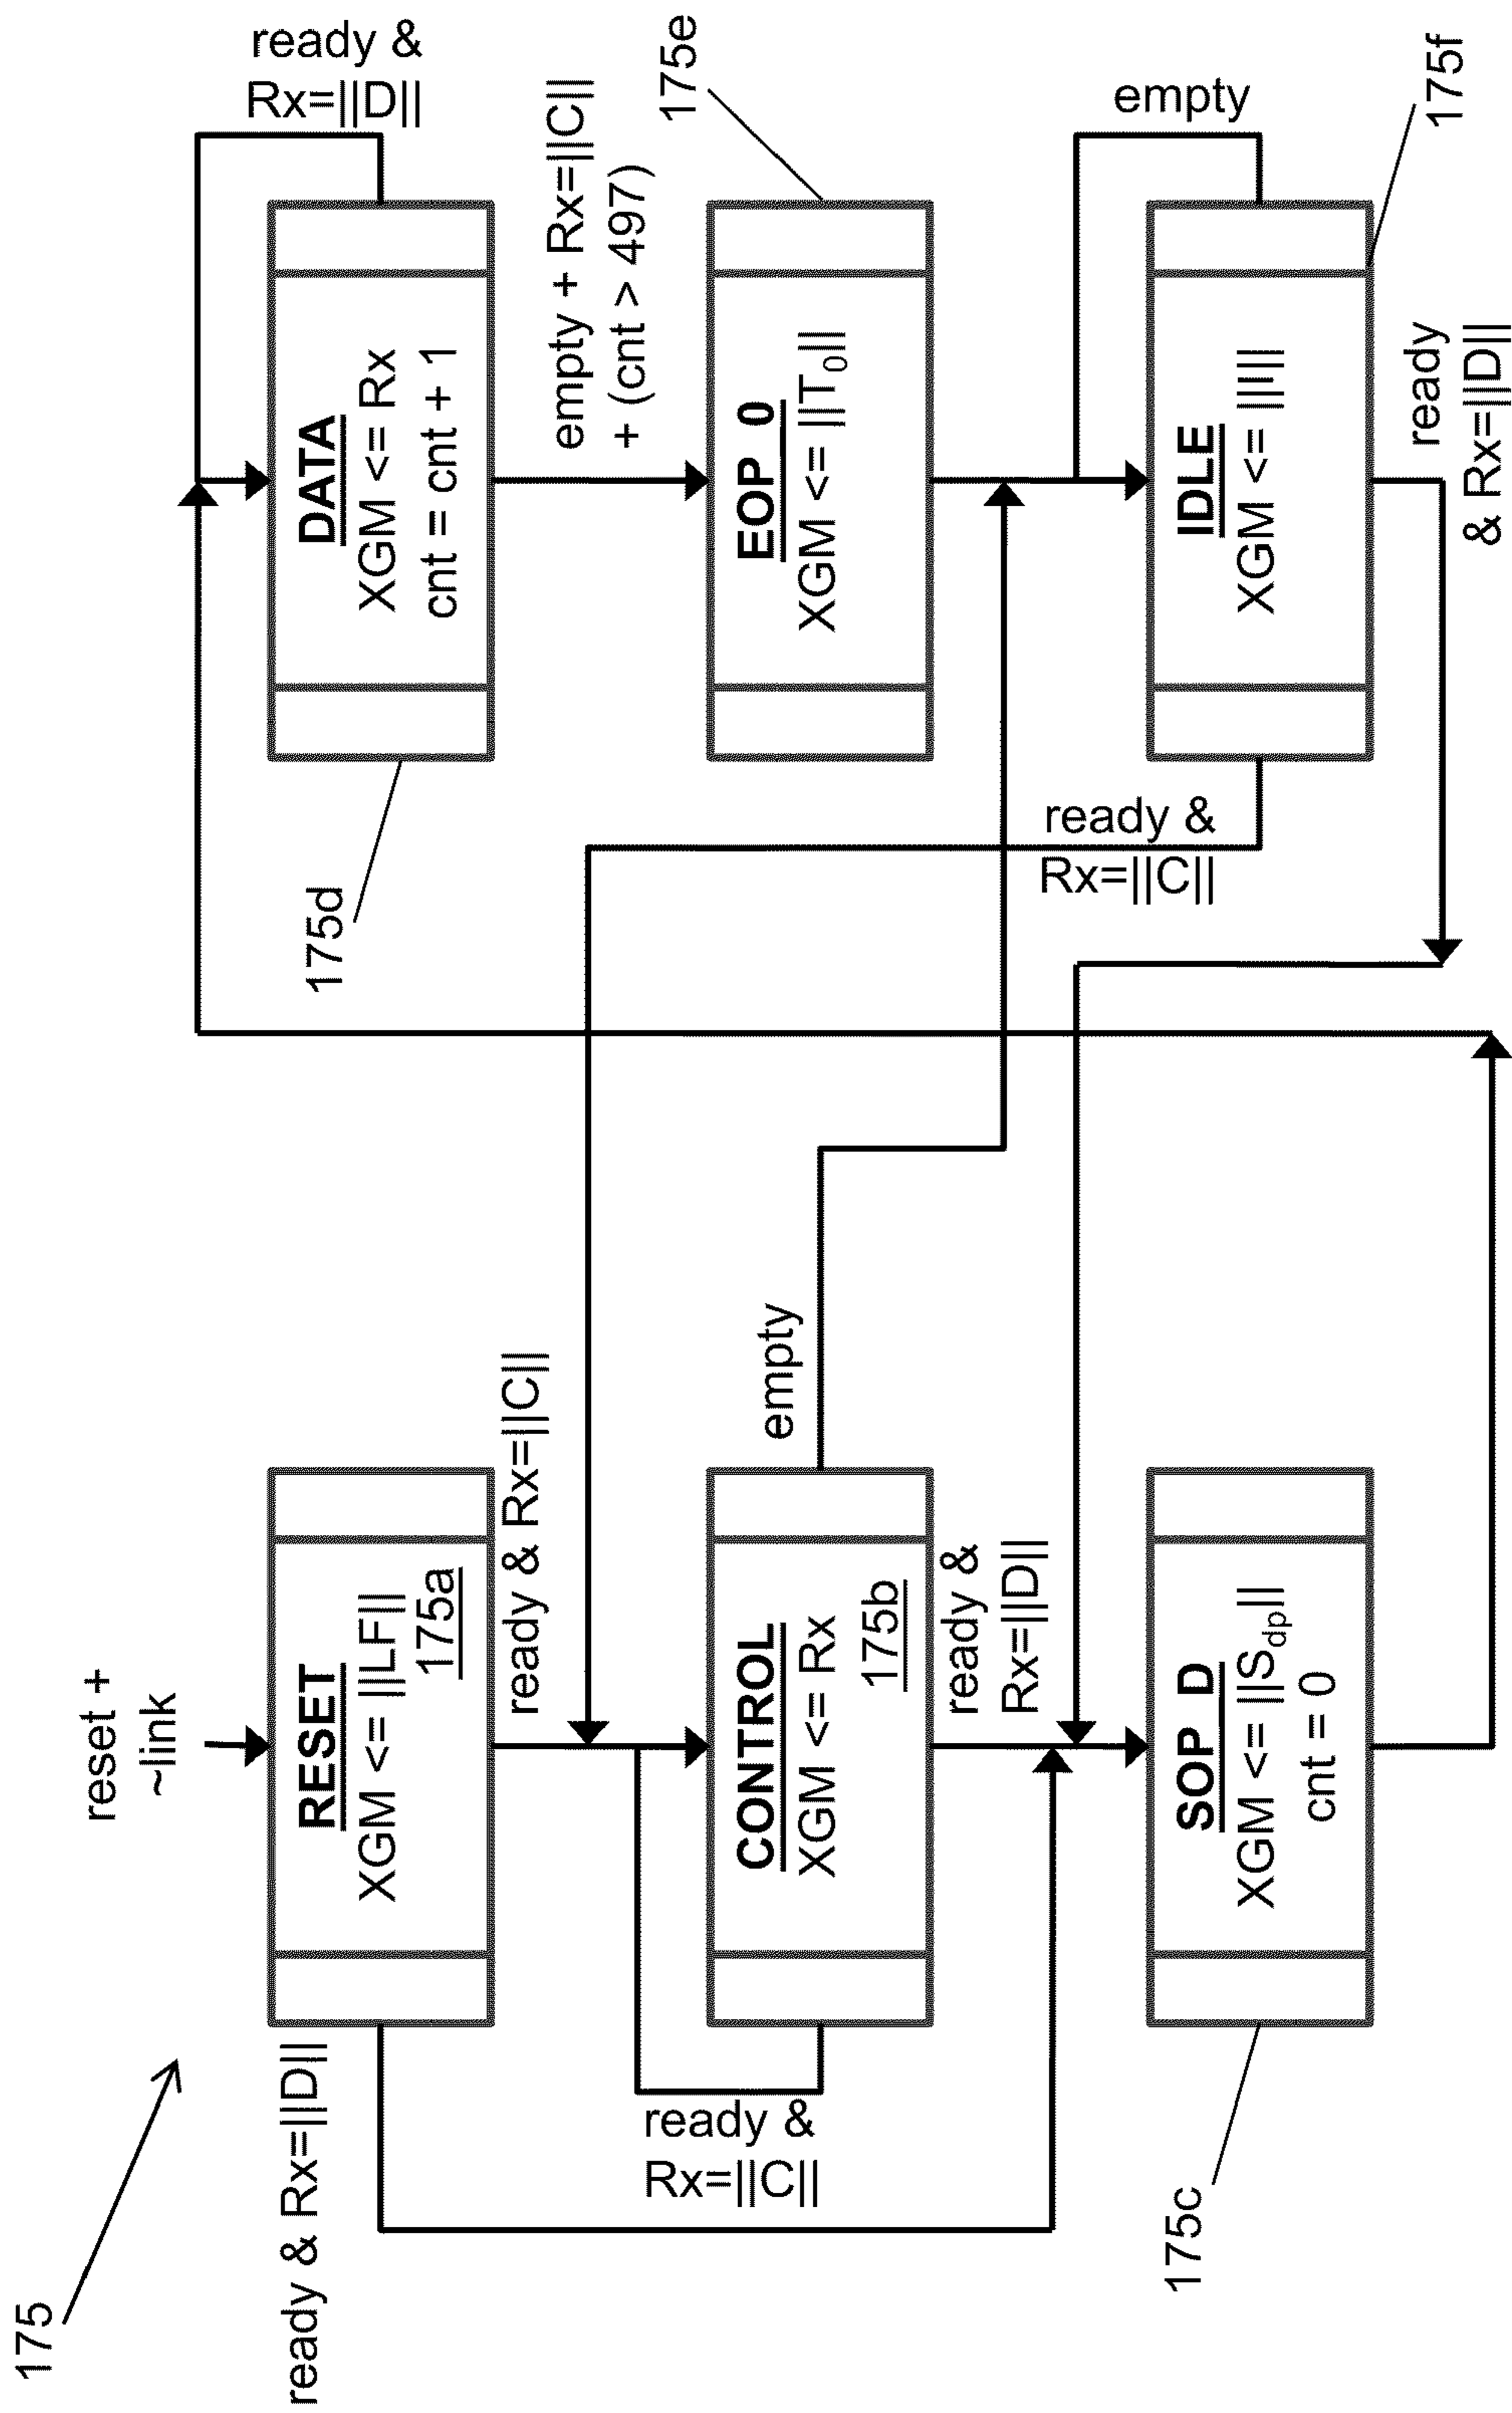 175
reset +
~link
ready & Rx=||D||
RESET
XGM <= ||LF||
175a
ready & Rx=||C||
ready &
Rx=||C||
CONTROL
XGM <= Rx
175b
empty
ready &
Rx=||D||
175c
SOP_D
XGM <= ||S_dp||
cnt = 0
175d
DATA
XGM <= Rx
cnt = cnt + 1
ready &
Rx=||D||
empty + Rx=||C||
+ (cnt > 497)
175e
EOP_0
XGM <= ||T_0||
ready &
Rx=||C||
empty
IDLE
XGM <= ||I||
175f
ready
& Rx=||D||